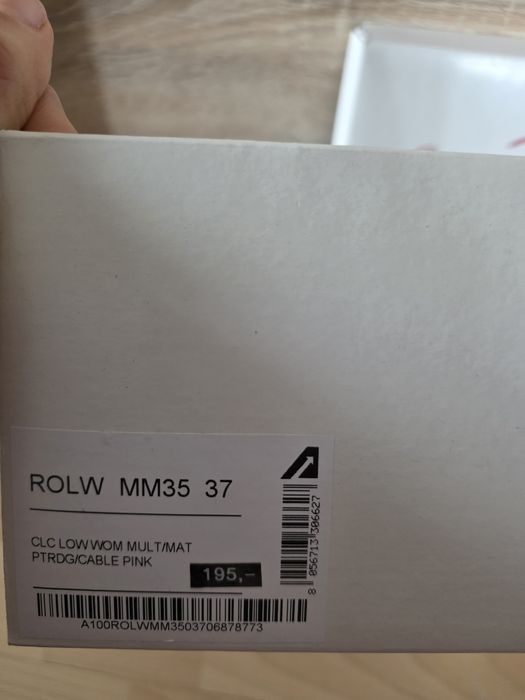 ROLW MM35 37
CLC LOW WOM MULT/MAT
PTRDG/CABLE PINK
195,-
8 056713 306627
A100ROLWMM3503706878773